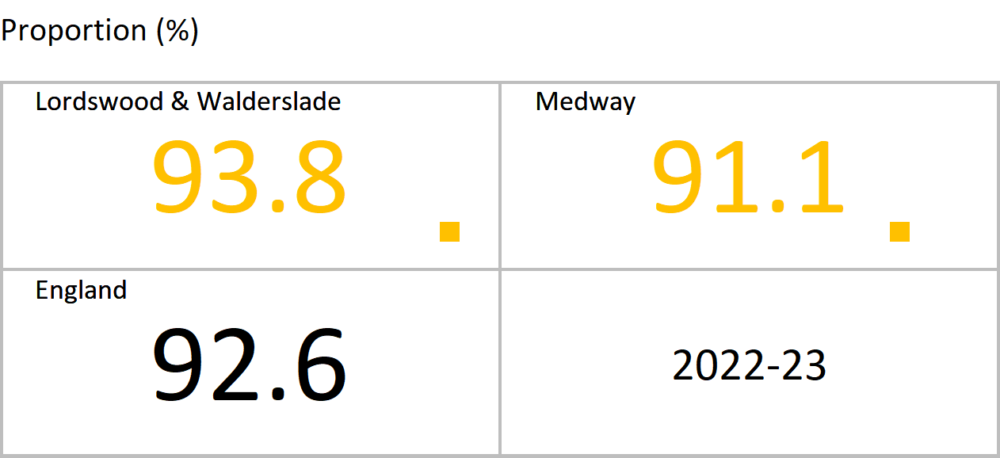 Proportion (%)
Lordswood & Walderslade
93.8
Medway
91.1
England
92.6
2022-23